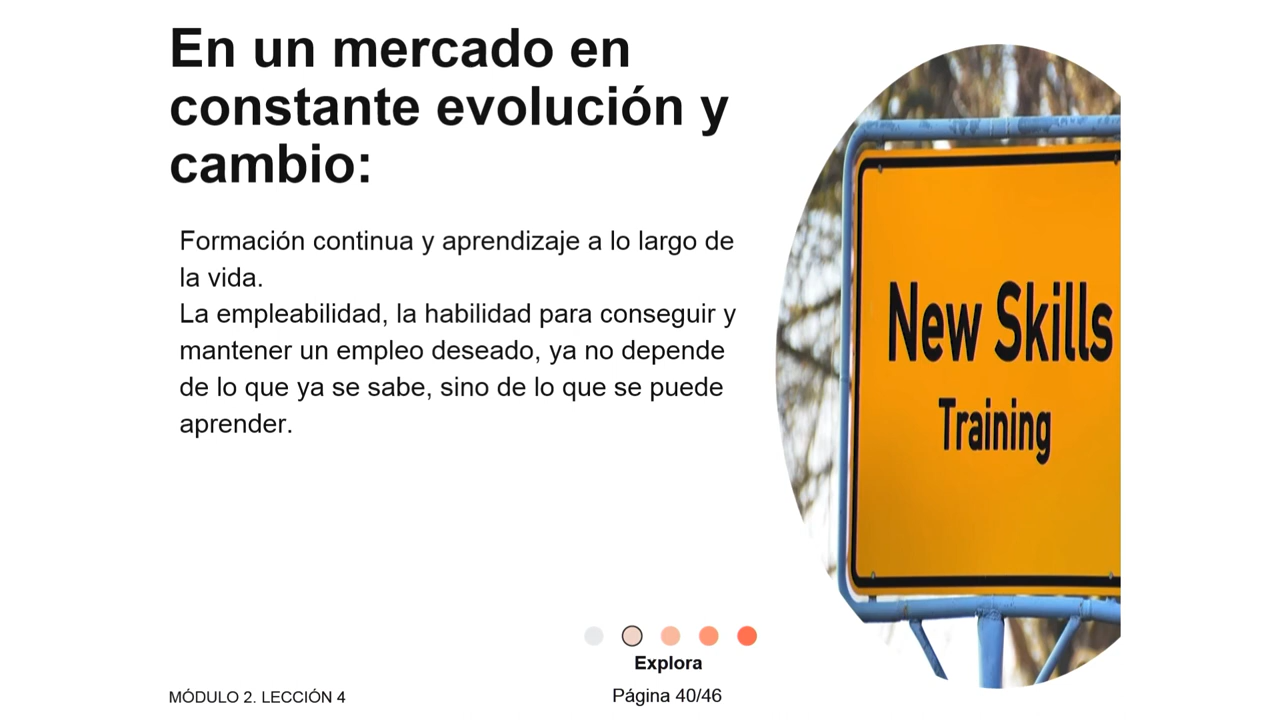 En un mercado en
constante evolución y
cambio:
Formación continua y aprendizaje a lo largo de
la vida.
La empleabilidad, la habilidad para conseguir y
mantener un empleo deseado, ya no depende
de lo que ya se sabe, sino de lo que se puede
aprender.
New Skills
Training
Explora
MÓDULO 2. LECCIÓN 4
Página 40/46